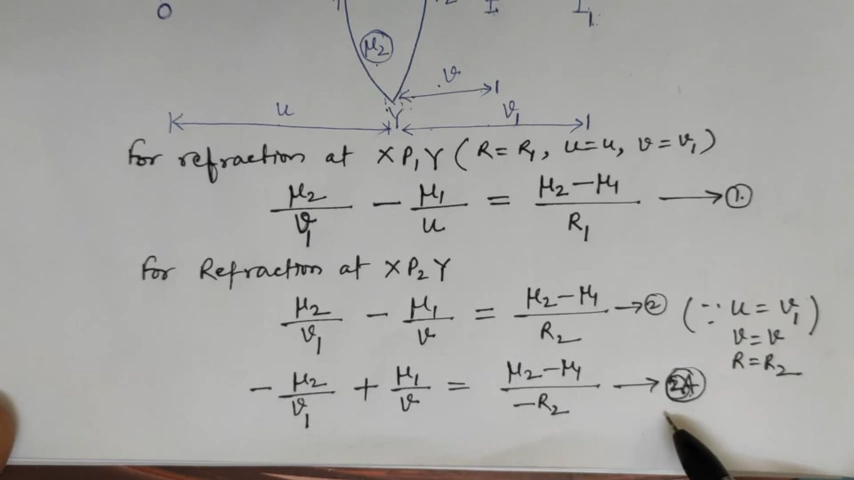 O I I₁
μ₂
v
u Y v₁
For refraction at XP₁Y (R=R₁, u=u, v=v₁)
μ₂/v₁ − μ₁/u = μ₂−μ₁/R₁ → ①
For Refraction at XP₂Y
μ₂/v₁ − μ₁/v = μ₂−μ₁/R₂ → ② (∵ u=v₁)
v=v
R=R₂
−μ₂/v₁ + μ₁/v = μ₂−μ₁/−R₂ →